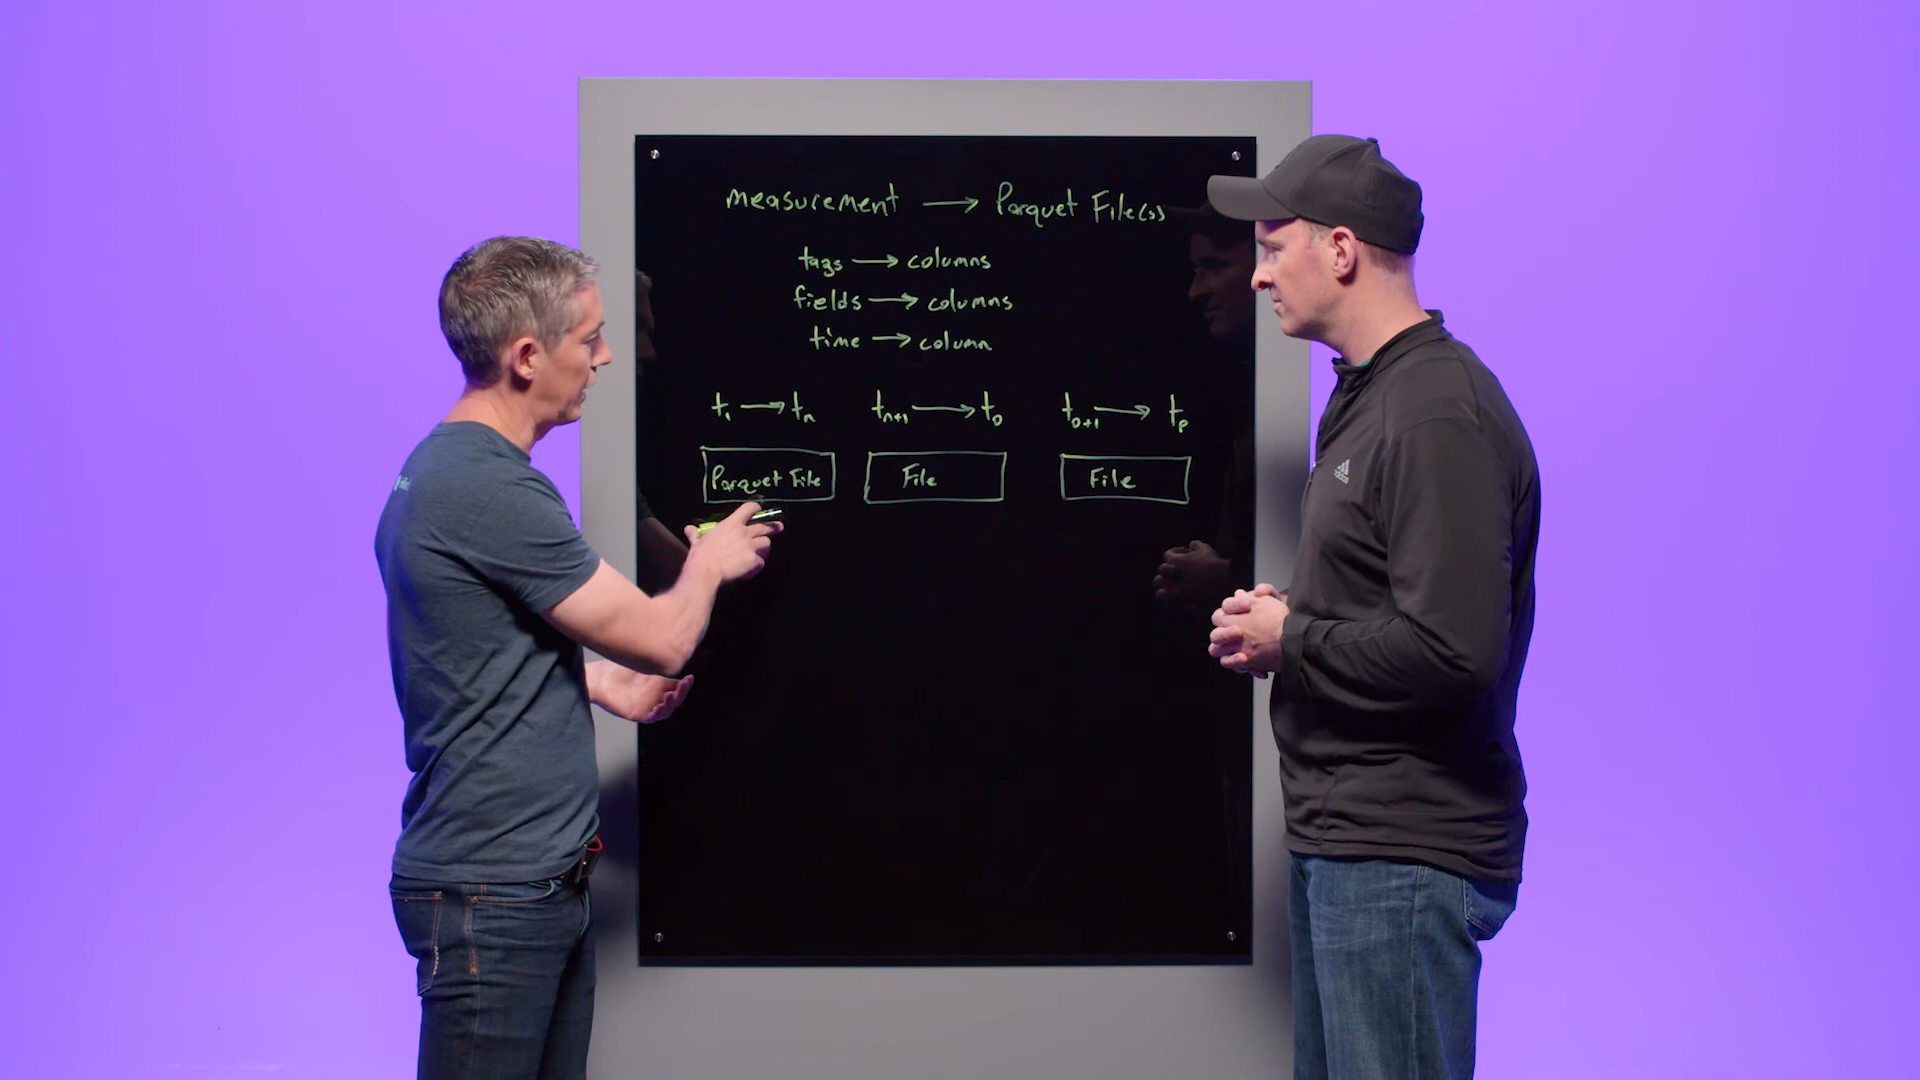 measurement → Parquet File(s)
tags → columns
fields → columns
time → column
t₁ → tₙ tₙ₊₁ → tₒ tₒ₊₁ → tₚ
Parquet File File File
adidas